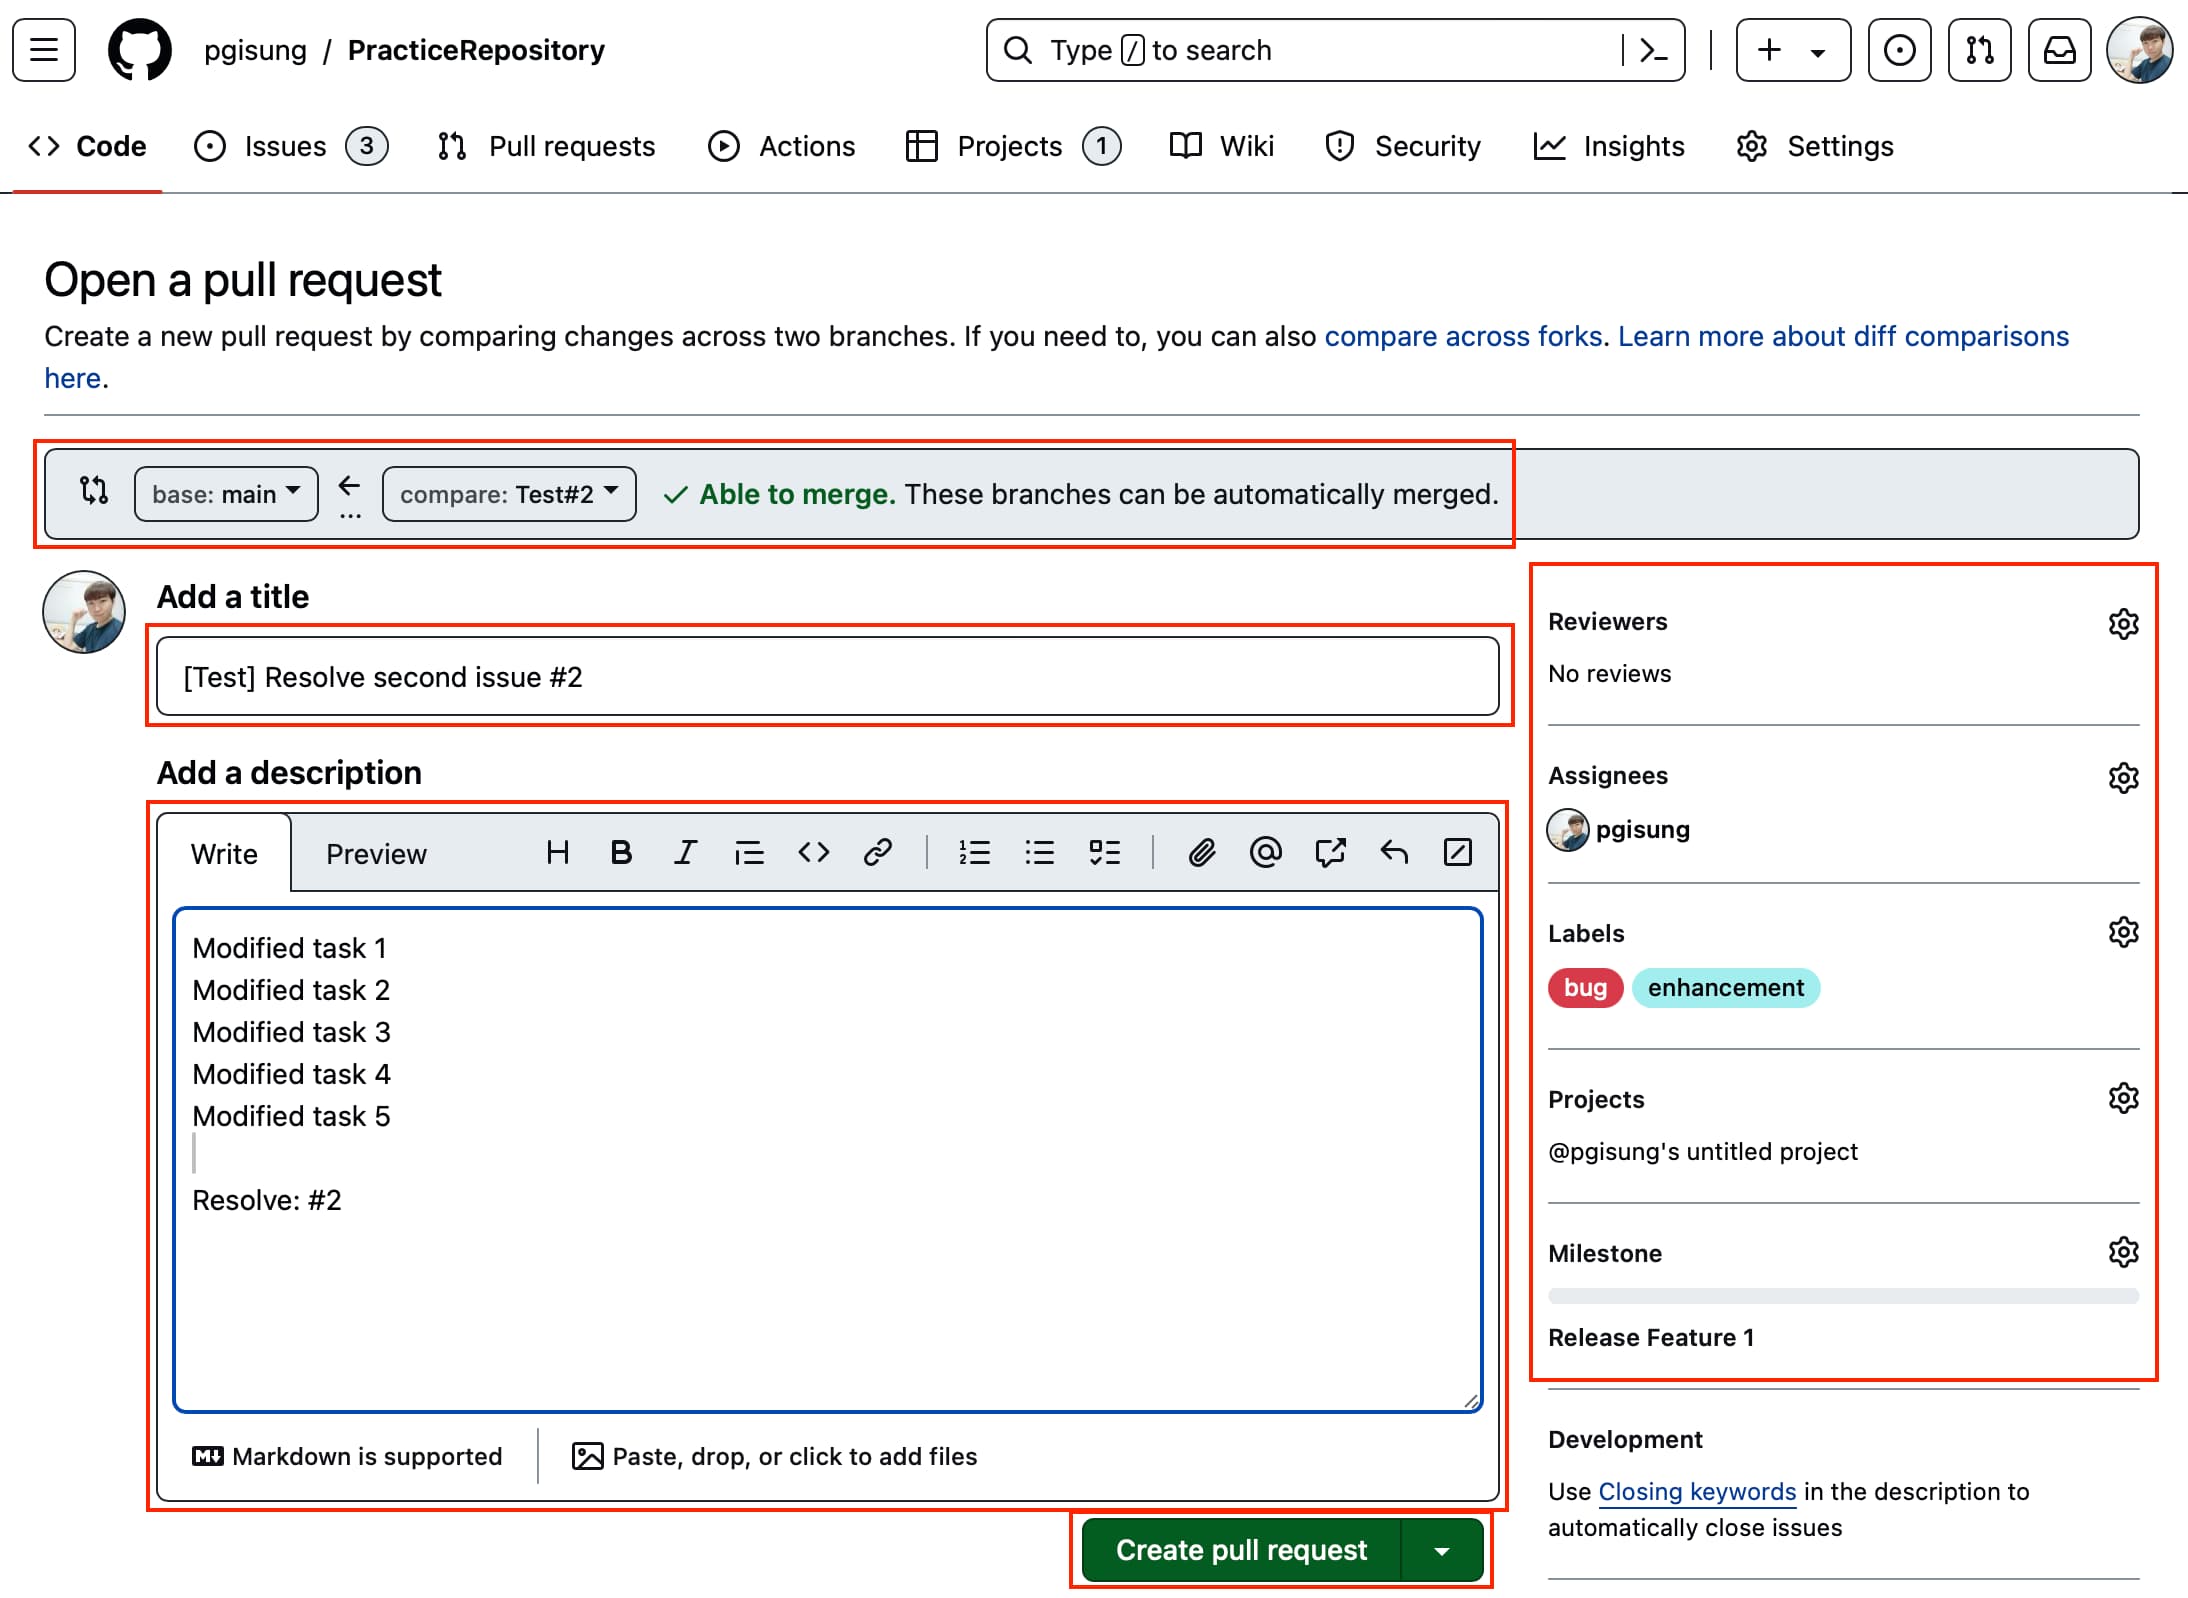 pgisung / PracticeRepository
Type / to search
Code
Issues 3
Pull requests
Actions
Projects 1
Wiki
Security
Insights
Settings
Open a pull request
Create a new pull request by comparing changes across two branches. If you need to, you can also compare across forks. Learn more about diff comparisons
here.
base: main
compare: Test#2
Able to merge. These branches can be automatically merged.
Add a title
[Test] Resolve second issue #2
Add a description
Write
Preview
Modified task 1
Modified task 2
Modified task 3
Modified task 4
Modified task 5
Resolve: #2
Markdown is supported
Paste, drop, or click to add files
Create pull request
Reviewers
No reviews
Assignees
pgisung
Labels
bug enhancement
Projects
@pgisung's untitled project
Milestone
Release Feature 1
Development
Use Closing keywords in the description to
automatically close issues